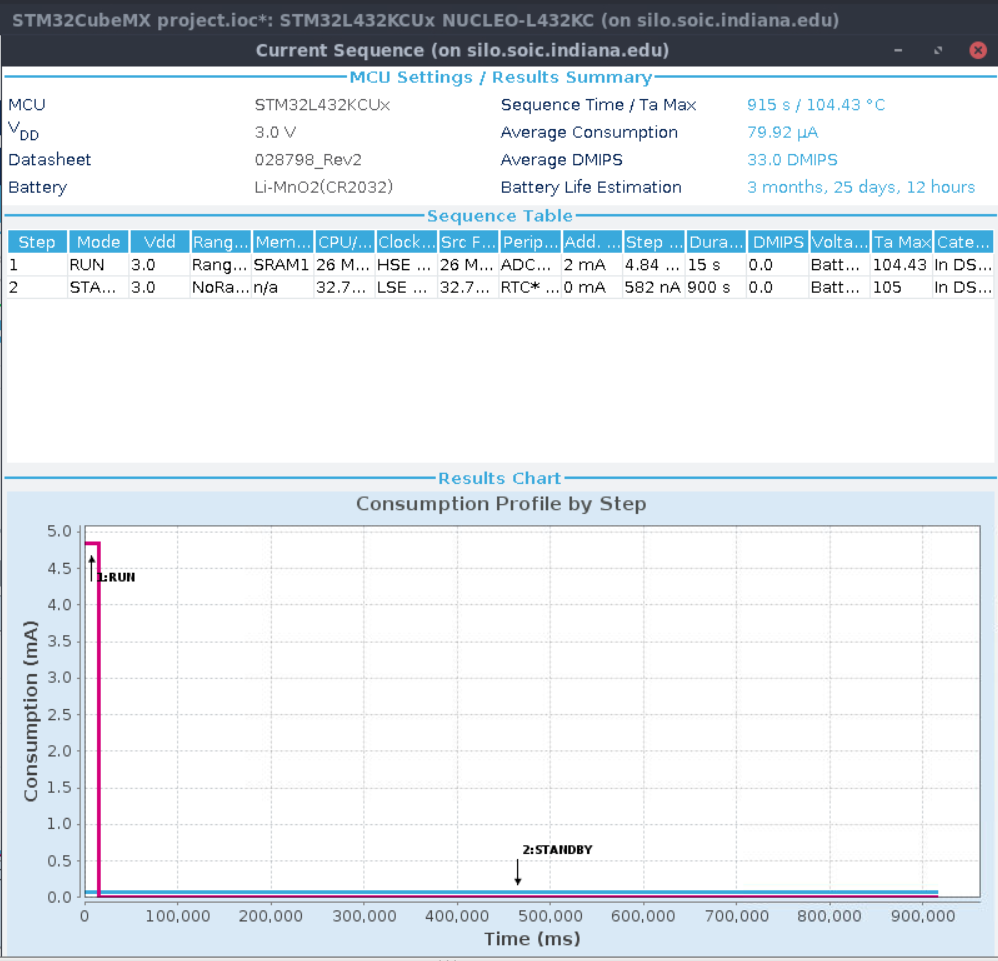 STM32CubeMX project.ioc*: STM32L432KCUx NUCLEO-L432KC (on silo.soic.indiana.edu)
Current Sequence (on silo.soic.indiana.edu)
MCU Settings / Results Summary
MCU STM32L432KCUx Sequence Time / Ta Max 915 s / 104.43 °C
VDD 3.0 V Average Consumption 79.92 µA
Datasheet 028798_Rev2 Average DMIPS 33.0 DMIPS
Battery Li-MnO2(CR2032) Battery Life Estimation 3 months, 25 days, 12 hours
Sequence Table
Step Mode Vdd Rang... Mem... CPU/... Clock... Src F... Perip... Add. ... Step ... Dura... DMIPS Volta... Ta Max Cate...
1 RUN 3.0 Rang... SRAM1 26 M... HSE ... 26 M... ADC... 2 mA 4.84 ... 15 s 0.0 Batt... 104.43 In DS...
2 STA... 3.0 NoRa... n/a 32.7... LSE ... 32.7... RTC* ... 0 mA 582 nA 900 s 0.0 Batt... 105 In DS...
Results Chart
Consumption Profile by Step
5.0
4.5
1:RUN
4.0
3.5
3.0
2.5
2.0
1.5
1.0
2:STANDBY
0.5
0.0
Consumption (mA)
0 100,000 200,000 300,000 400,000 500,000 600,000 700,000 800,000 900,000
Time (ms)